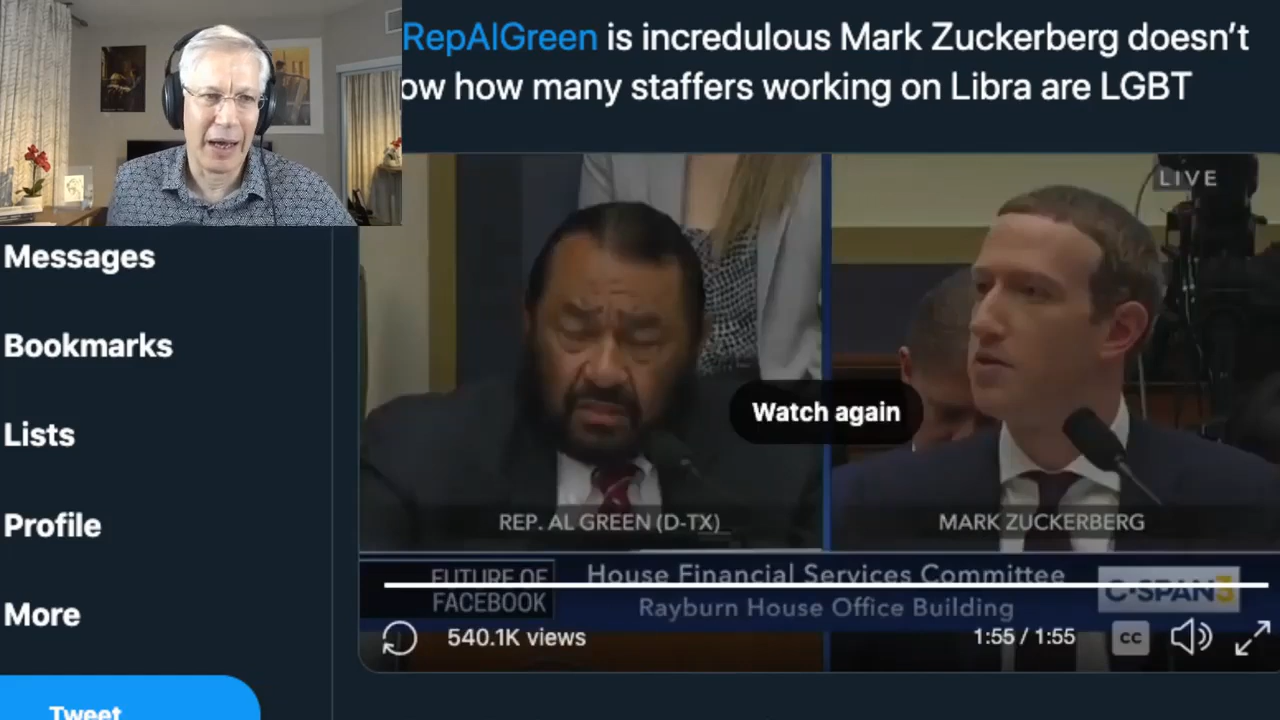 RepAlGreen is incredulous Mark Zuckerberg doesn’t
ow how many staffers working on Libra are LGBT
LIVE
Messages
Bookmarks
Lists
Profile
More
Tweet
Watch again
REP. AL GREEN (D-TX)
MARK ZUCKERBERG
FUTURE OF
FACEBOOK
House Financial Services Committee
Rayburn House Office Building
C-SPAN3
540.1K views
1:55 / 1:55
CC